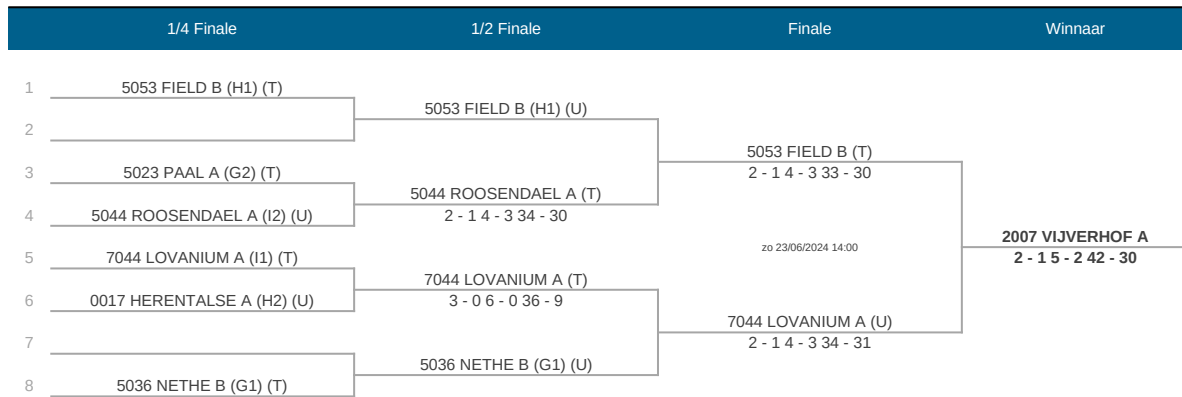 1/4 Finale 1/2 Finale Finale Winnaar
1 5053 FIELD B (H1) (T)
5053 FIELD B (H1) (U)
2
5053 FIELD B (T)
3 5023 PAAL A (G2) (T) 2 - 1 4 - 3 33 - 30
5044 ROOSENDAEL A (T)
4 5044 ROOSENDAEL A (I2) (U) 2 - 1 4 - 3 34 - 30
2007 VIJVERHOF A
zo 23/06/2024 14:00
5 7044 LOVANIUM A (I1) (T) 2 - 1 5 - 2 42 - 30
7044 LOVANIUM A (T)
6 0017 HERENTALSE A (H2) (U) 3 - 0 6 - 0 36 - 9
7044 LOVANIUM A (U)
7 2 - 1 4 - 3 34 - 31
5036 NETHE B (G1) (U)
8 5036 NETHE B (G1) (T)